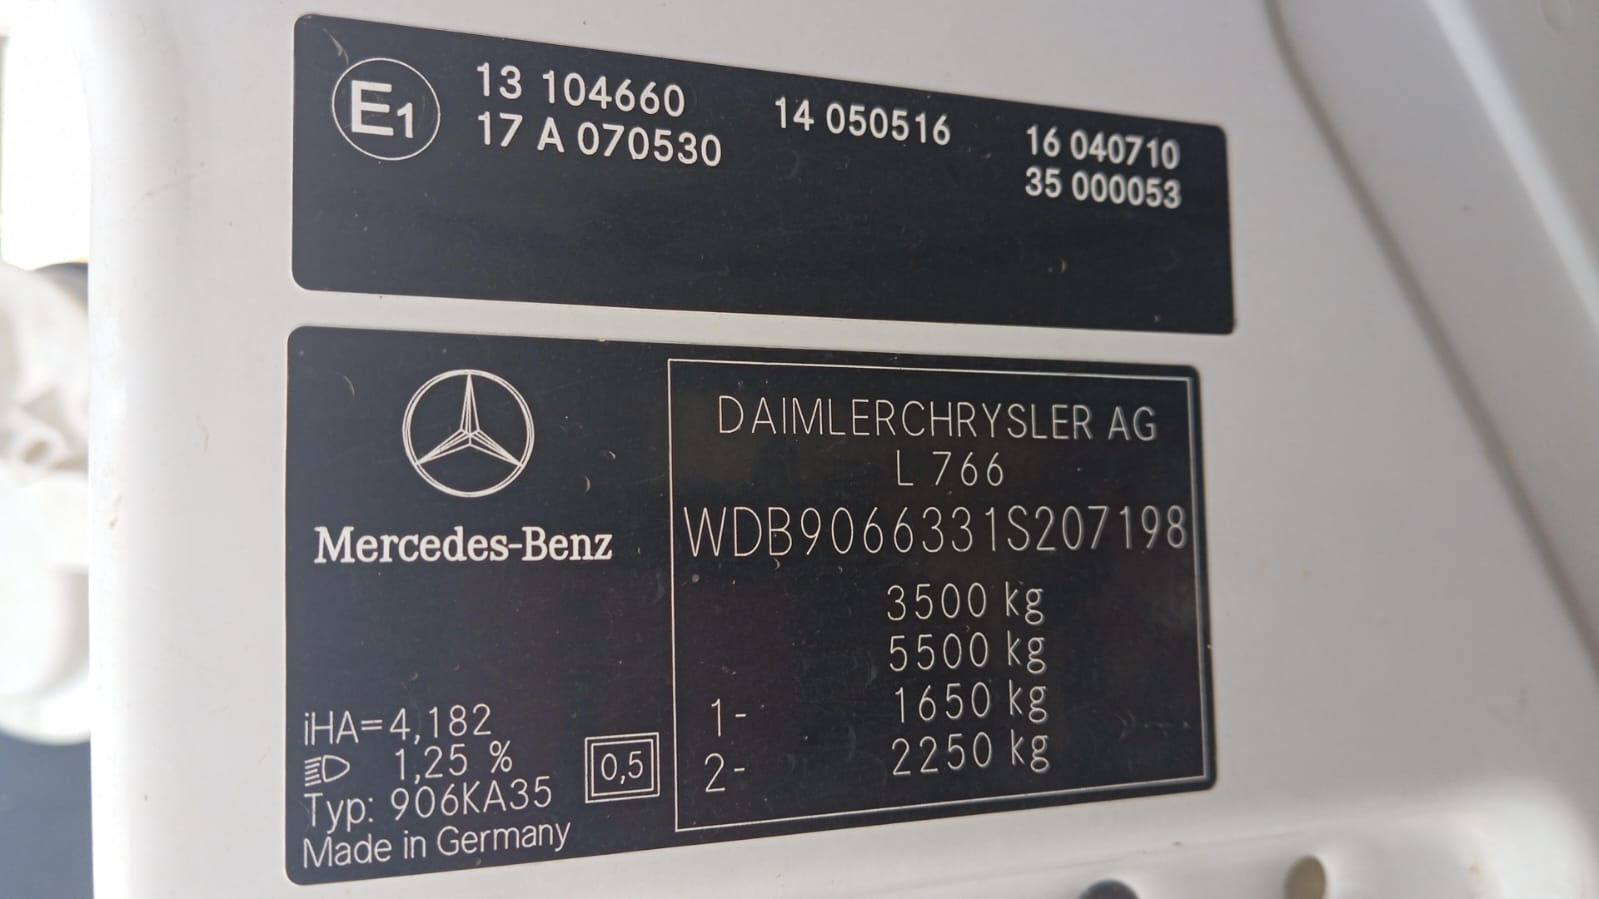 E1
13 104660 14 050516 16 040710
17 A 070530 35 000053
Mercedes-Benz
DAIMLERCHRYSLER AG
L 766
WDB9066331S207198
3500 kg
5500 kg
1- 1650 kg
2- 2250 kg
iHA=4,182
1,25 %
0,5
Typ: 906KA35
Made in Germany